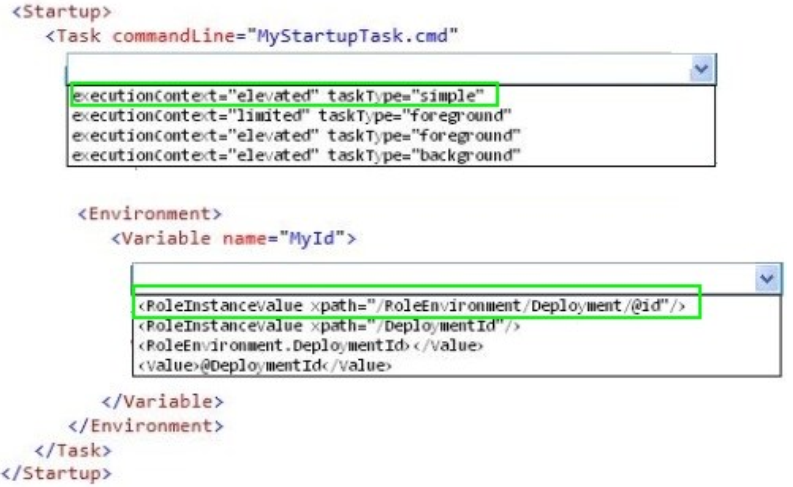 <Startup>
<Task commandLine="MyStartupTask.cmd"
executionContext="elevated" taskType="simple"
executionContext="limited" taskType="foreground"
executionContext="elevated" taskType="foreground"
executionContext="elevated" taskType="background"
<Environment>
<Variable name="MyId">
<RoleInstanceValue xpath="/RoleEnvironment/Deployment/@id"/>
<RoleInstanceValue xpath="/DeploymentId"/>
<RoleEnvironment.DeploymentId></Value>
<Value>@DeploymentId</Value>
</Variable>
</Environment>
</Task>
</Startup>